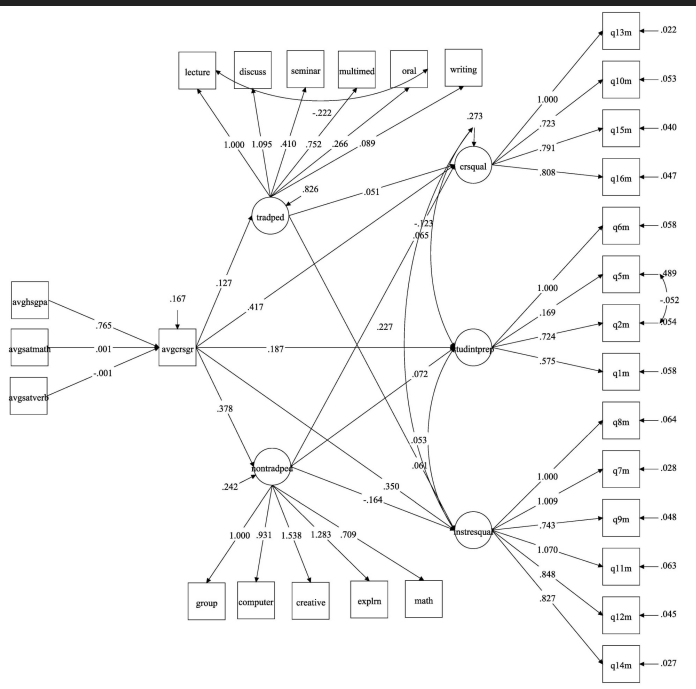 lecture
discuss
seminar
multimed
oral
writing
-.222
1.000
1.095
.410
.752
.266
.089
.826
tradped
.051
.273
crsqual
-.123
.065
q13m
.022
q10m
.053
q15m
.040
q16m
.047
1.000
.723
.791
.808
q6m
.058
q5m
.489
-.052
q2m
.054
q1m
.058
1.000
.169
.724
.575
.127
.417
.167
avghsgpa
avgsatmath
avgsatverb
.765
.001
-.001
avgcrsgr
.187
.227
.072
studintprep
.378
.053
.061
nontradped
.242
.350
-.164
instresqual
q8m
.064
q7m
.028
q9m
.048
q11m
.063
q12m
.045
q14m
.027
1.000
1.009
.743
1.070
.848
.827
1.000
.931
1.538
1.283
.709
group
computer
creative
explrn
math